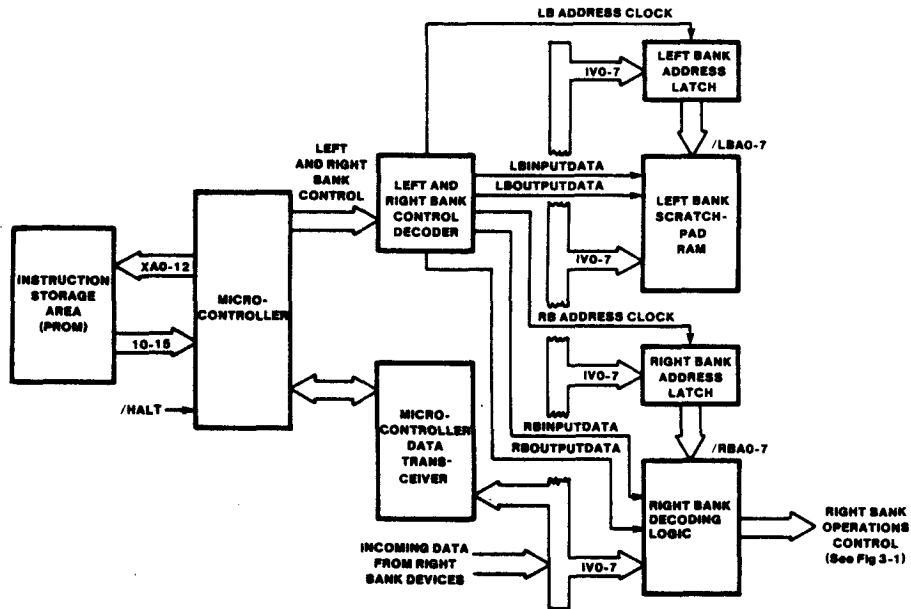 LB ADDRESS CLOCK
IV0-7
LEFT BANK
ADDRESS
LATCH
/LBA0-7
LEFT
AND RIGHT
BANK
CONTROL
LEFT AND
RIGHT BANK
CONTROL
DECODER
LBINPUTDATA
LBOUTPUTDATA
LEFT BANK
SCRATCH-
PAD
RAM
IV0-7
INSTRUCTION
STORAGE
AREA
(PROM)
XA0-12
10-15
MICRO-
CONTROLLER
/HALT
RB ADDRESS CLOCK
IV0-7
RIGHT BANK
ADDRESS
LATCH
/RBA0-7
MICRO-
CONTROLLER
DATA
TRANS-
CEIVER
RBINPUTDATA
RBOUTPUTDATA
RIGHT BANK
DECODING
LOGIC
IV0-7
INCOMING DATA
FROM RIGHT
BANK DEVICES
RIGHT BANK
OPERATIONS
CONTROL
(See Fig 3-1)